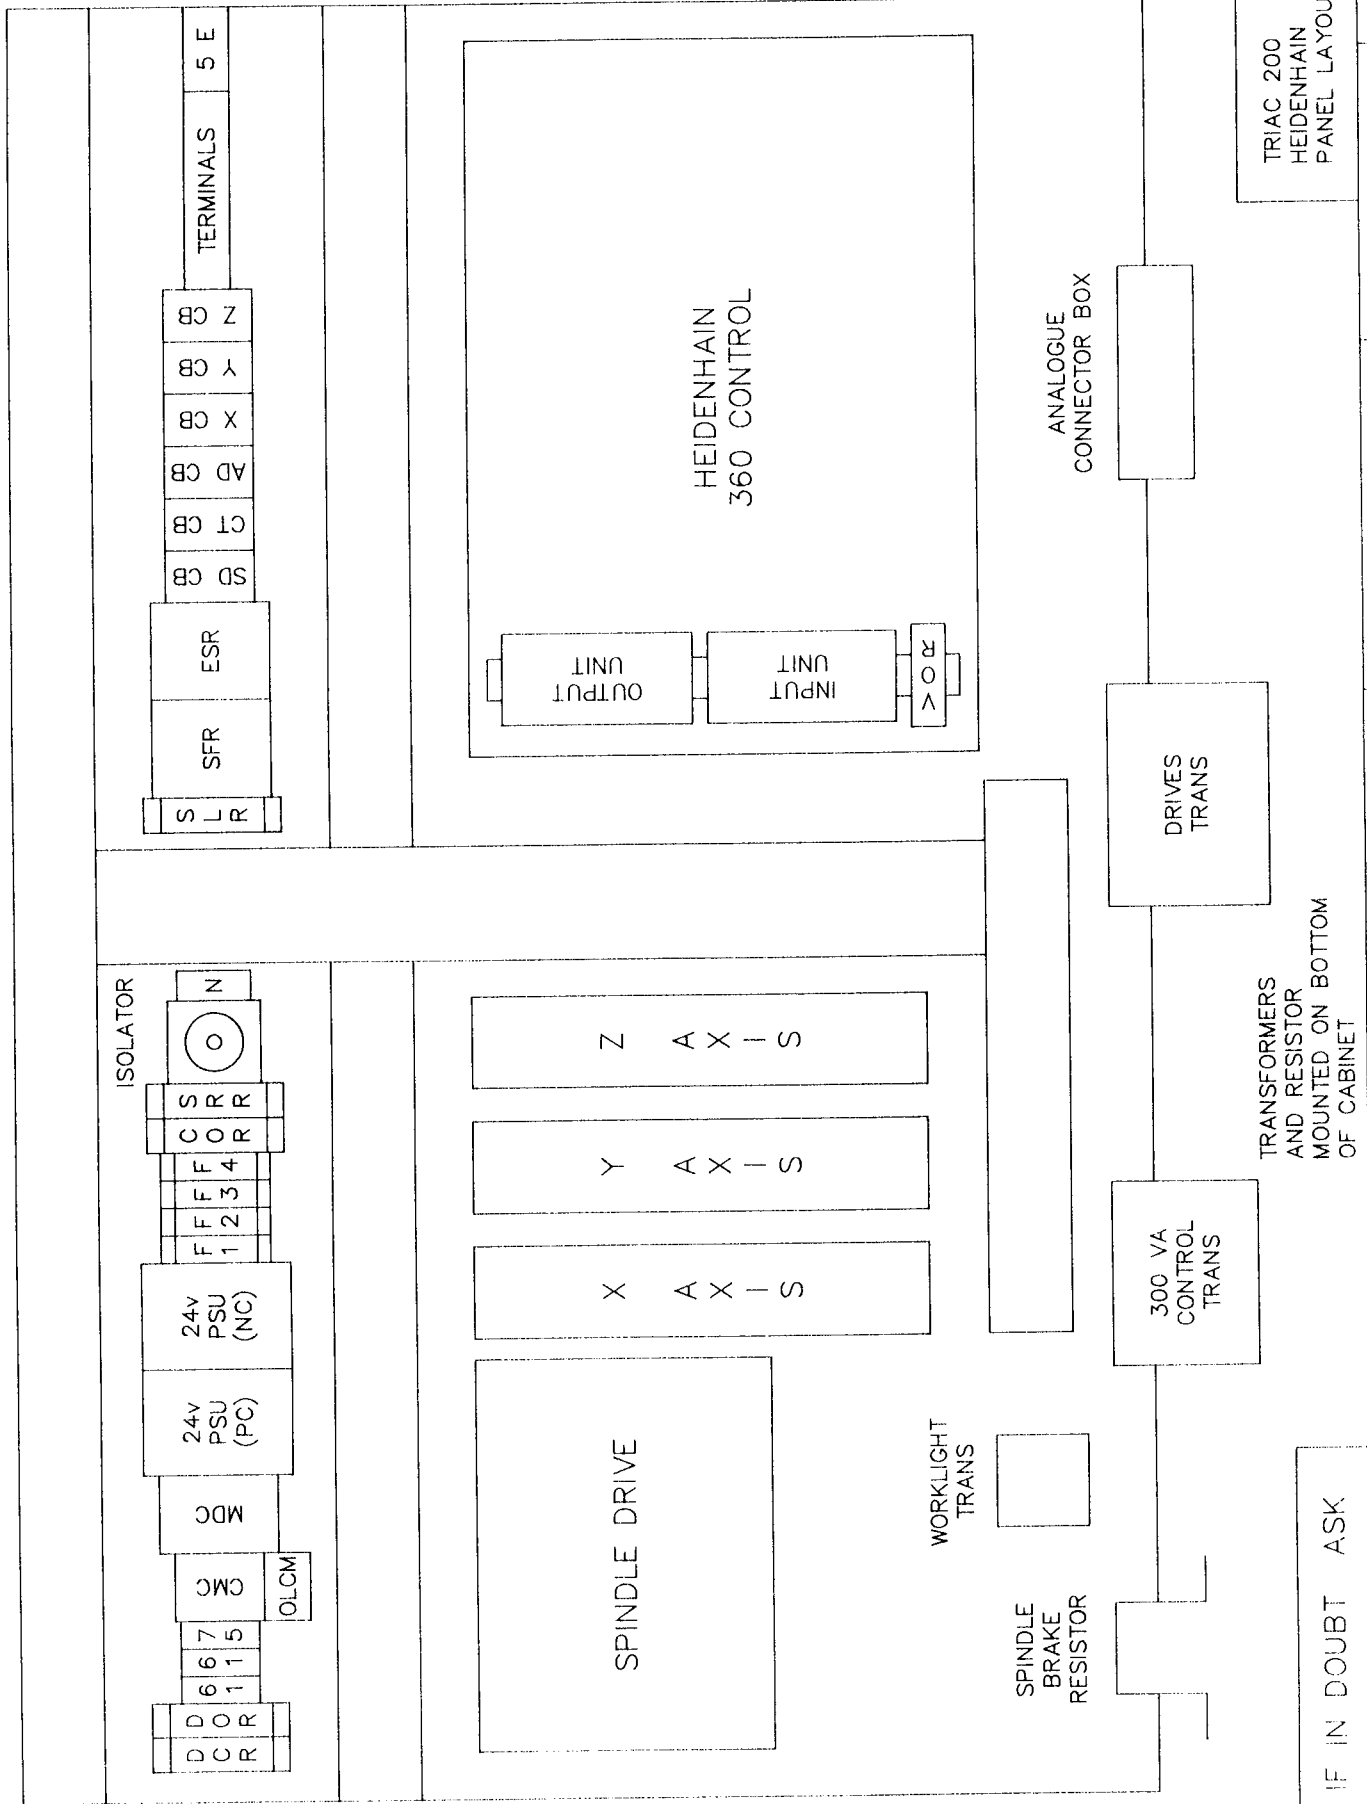 D C R
D O R
6 1
6 1
7 5
CMC
OLCM
MDC
24v
PSU
(PC)
24v
PSU
(NC)
F 1
F 2
F 3
F 4
C O R
S R R
ISOLATOR
N
S L R
SFR
ESR
SD CB
CT CB
AD CB
X CB
Y CB
Z CB
TERMINALS
5 E
SPINDLE DRIVE
X AXIS
Y AXIS
Z AXIS
OUTPUT
UNIT
INPUT
UNIT
V O R
HEIDENHAIN
360 CONTROL
WORKLIGHT
TRANS
SPINDLE
BRAKE
RESISTOR
300 VA
CONTROL
TRANS
DRIVES
TRANS
ANALOGUE
CONNECTOR BOX
TRANSFORMERS
AND RESISTOR
MOUNTED ON BOTTOM
OF CABINET
IF IN DOUBT ASK
TRIAC 200
HEIDENHAIN
PANEL LAYOU